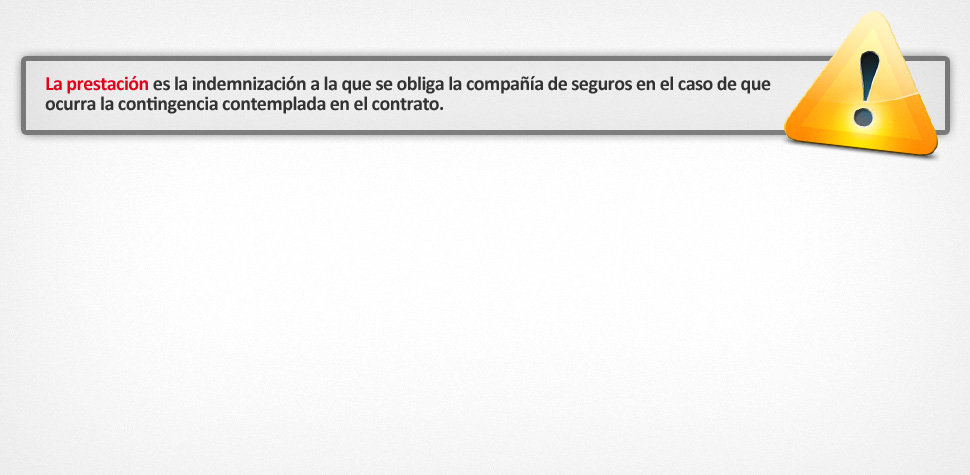 La prestación es la indemnización a la que se obliga la compañía de seguros en el caso de que
ocurra la contingencia contemplada en el contrato.